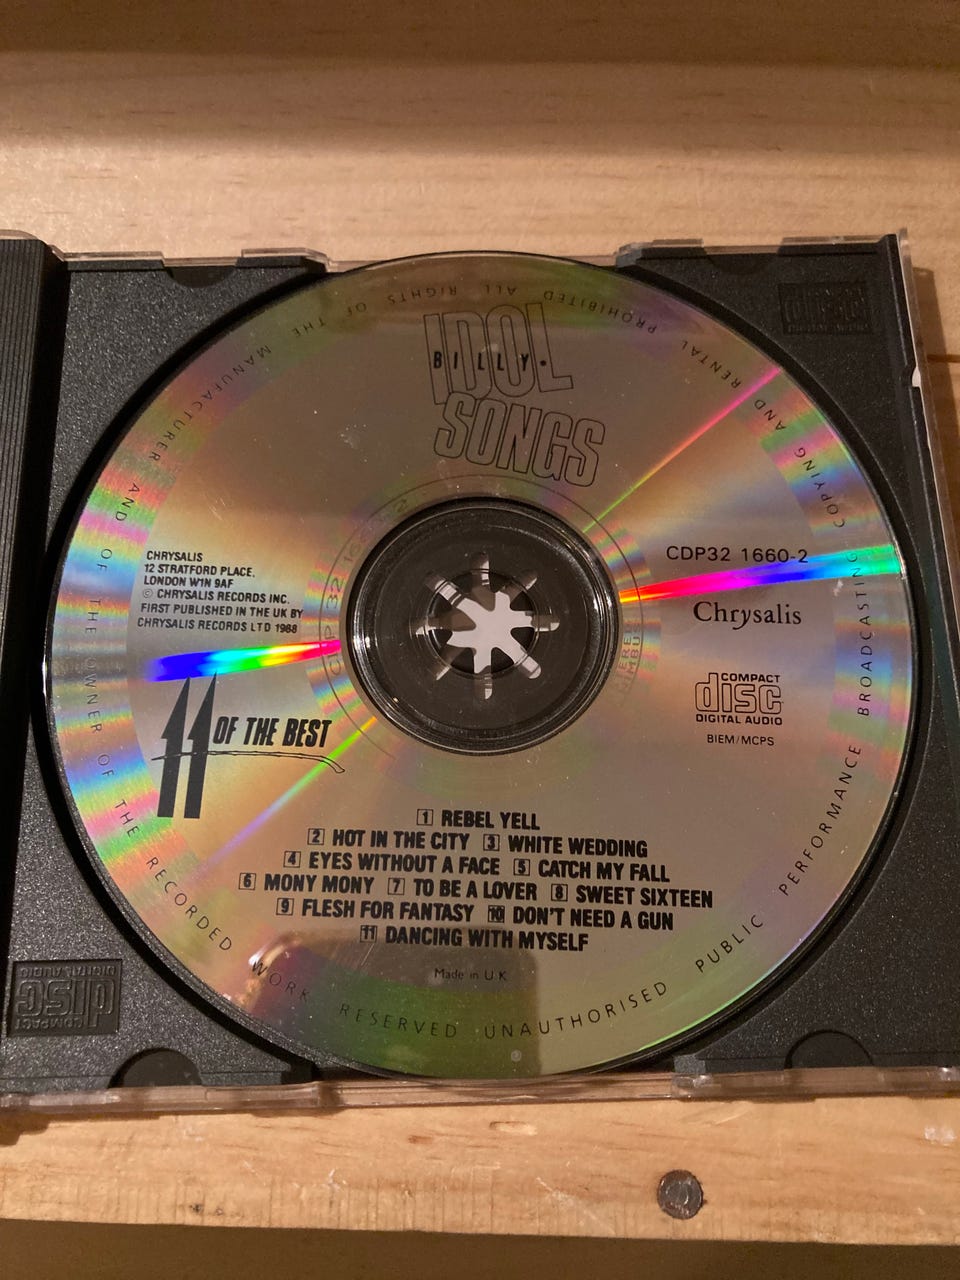 IDOL
BILLY.
SONGS
CHRYSALIS
12 STRATFORD PLACE,
LONDON W1N 9AF
© CHRYSALIS RECORDS INC.
FIRST PUBLISHED IN THE UK BY
CHRYSALIS RECORDS LTD 1988
CDP32 1660-2
Chrysalis
COMPACT
disc
DIGITAL AUDIO
BIEM/MCPS
11 OF THE BEST
1 REBEL YELL
2 HOT IN THE CITY 3 WHITE WEDDING
4 EYES WITHOUT A FACE 5 CATCH MY FALL
6 MONY MONY 7 TO BE A LOVER 8 SWEET SIXTEEN
9 FLESH FOR FANTASY 10 DON'T NEED A GUN
11 DANCING WITH MYSELF
Made in U K
ALL RIGHTS OF THE MANUFACTURER AND OF THE OWNER OF THE RECORDED WORK RESERVED UNAUTHORISED PUBLIC PERFORMANCE BROADCASTING COPYING AND RENTAL PROHIBITED
NIMBUS
COMPACT
disc
DIGITAL AUDIO
disc